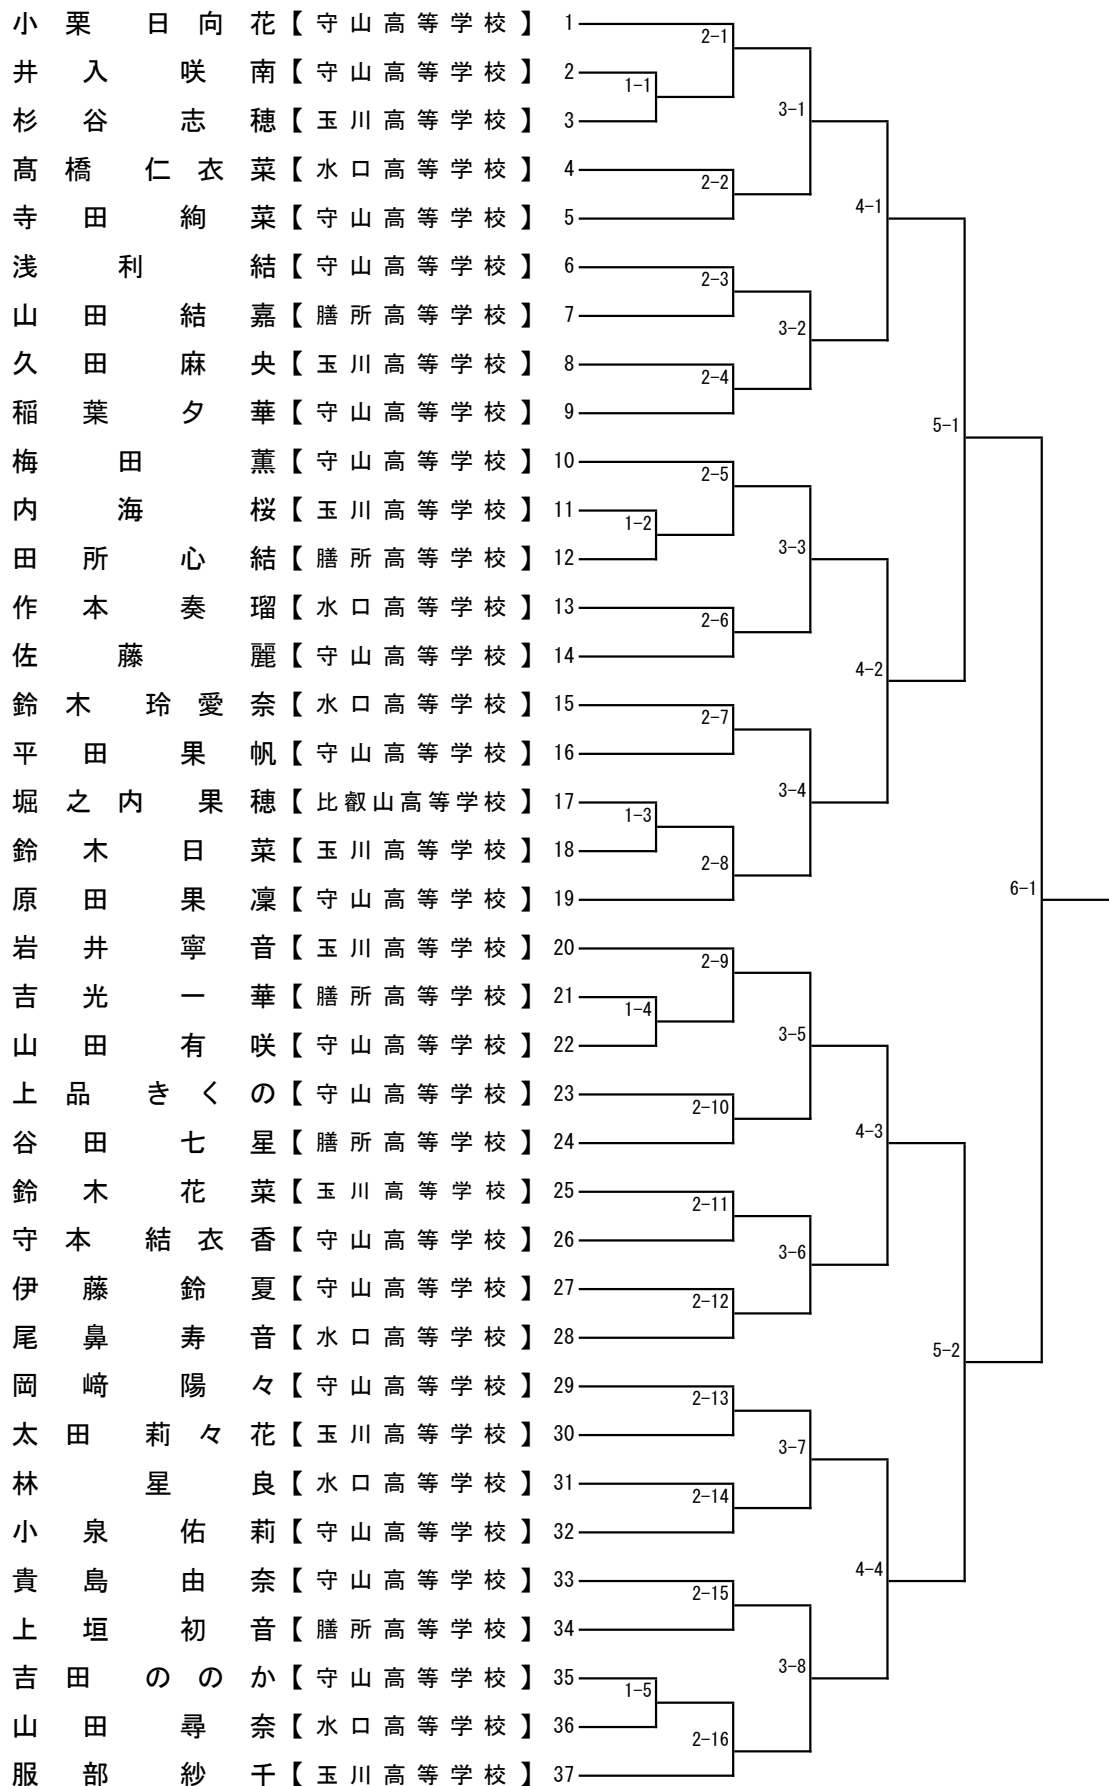 小栗 日向花【守山高等学校】 1
2-1
井入 咲南【守山高等学校】 2
1-1
杉谷 志穂【玉川高等学校】 3
3-1
髙橋 仁衣菜【水口高等学校】 4
2-2
寺田 絢菜【守山高等学校】 5
4-1
浅利 結【守山高等学校】 6
2-3
山田 結嘉【膳所高等学校】 7
3-2
久田 麻央【玉川高等学校】 8
2-4
稲葉 夕華【守山高等学校】 9
5-1
梅田 薫【守山高等学校】 10
2-5
内海 桜【玉川高等学校】 11
1-2
田所 心結【膳所高等学校】 12
3-3
作本 奏瑠【水口高等学校】 13
2-6
佐藤 麗【守山高等学校】 14
4-2
鈴木 玲愛奈【水口高等学校】 15
2-7
平田 果帆【守山高等学校】 16
3-4
堀之内 果穂【比叡山高等学校】 17
1-3
鈴木 日菜【玉川高等学校】 18
2-8
原田 果凜【守山高等学校】 19
6-1
岩井 寧音【玉川高等学校】 20
2-9
吉光 一華【膳所高等学校】 21
1-4
山田 有咲【守山高等学校】 22
3-5
上品 きくの【守山高等学校】 23
2-10
谷田 七星【膳所高等学校】 24
4-3
鈴木 花菜【玉川高等学校】 25
2-11
守本 結衣香【守山高等学校】 26
3-6
伊藤 鈴夏【守山高等学校】 27
2-12
尾鼻 寿音【水口高等学校】 28
5-2
岡﨑 陽々【守山高等学校】 29
2-13
太田 莉々花【玉川高等学校】 30
3-7
林 星良【水口高等学校】 31
2-14
小泉 佑莉【守山高等学校】 32
4-4
貴島 由奈【守山高等学校】 33
2-15
上垣 初音【膳所高等学校】 34
3-8
吉田 ののか【守山高等学校】 35
1-5
山田 尋奈【水口高等学校】 36
2-16
服部 紗千【玉川高等学校】 37